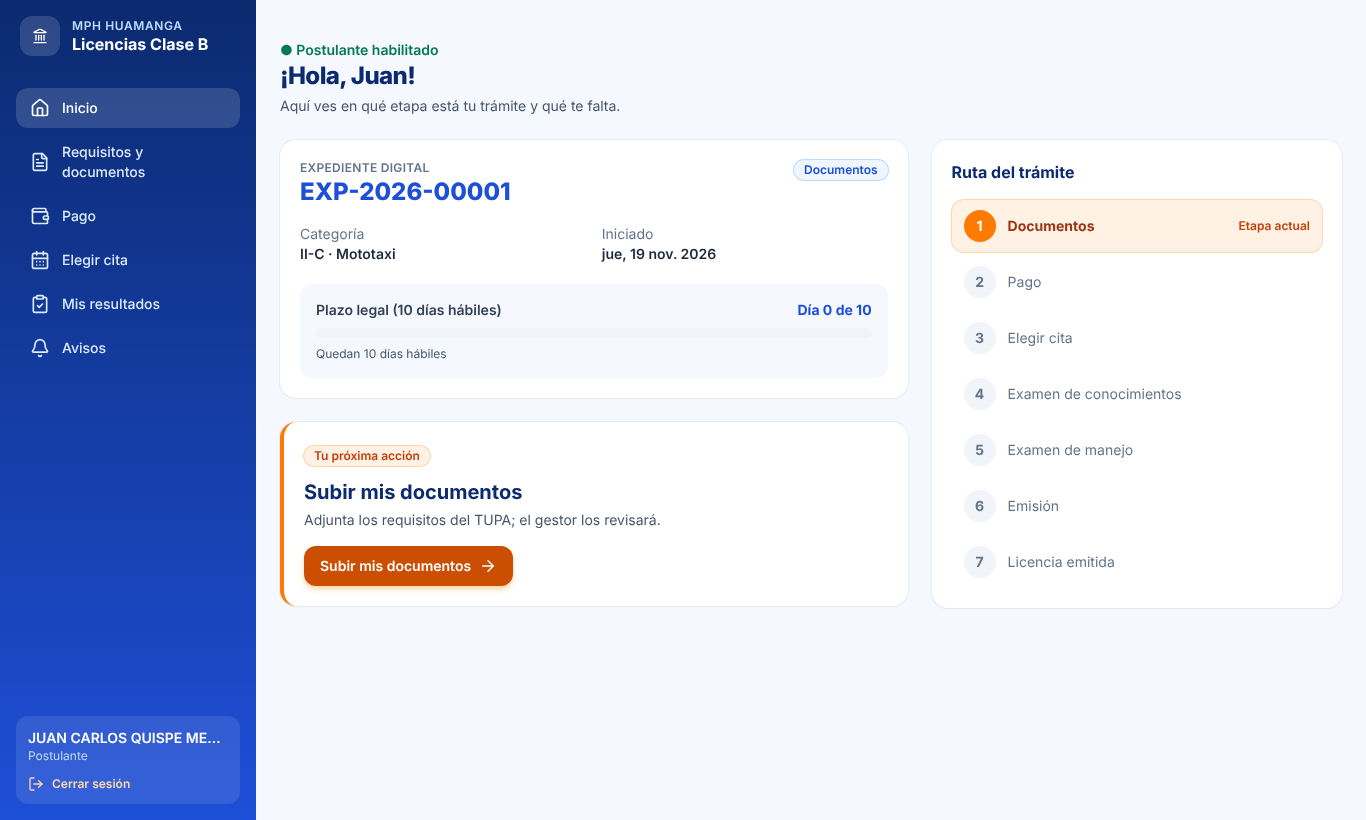 MPH HUAMANGA
Licencias Clase B
Inicio
Requisitos y
documentos
Pago
Elegir cita
Mis resultados
Avisos
JUAN CARLOS QUISPE ME...
Postulante
Cerrar sesión
Postulante habilitado
¡Hola, Juan!
Aquí ves en qué etapa está tu trámite y qué te falta.
EXPEDIENTE DIGITAL
Documentos
EXP-2026-00001
Categoría
II-C · Mototaxi
Iniciado
jue, 19 nov. 2026
Plazo legal (10 días hábiles)
Día 0 de 10
Quedan 10 días hábiles
Tu próxima acción
Subir mis documentos
Adjunta los requisitos del TUPA; el gestor los revisará.
Subir mis documentos
Ruta del trámite
1 Documentos Etapa actual
2 Pago
3 Elegir cita
4 Examen de conocimientos
5 Examen de manejo
6 Emisión
7 Licencia emitida